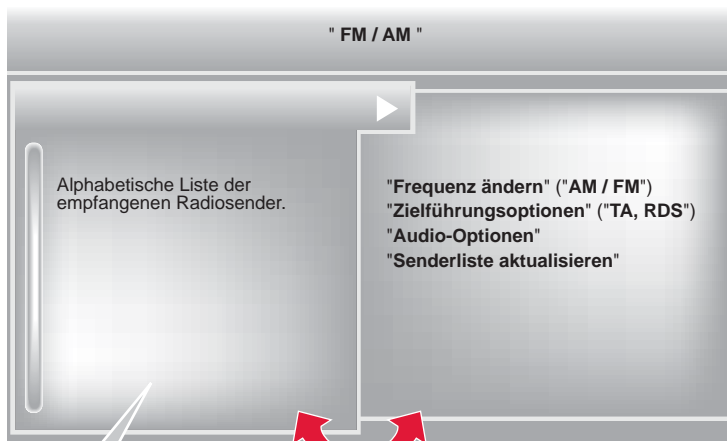 " FM / AM "
Alphabetische Liste der
empfangenen Radiosender.
"Frequenz ändern" ("AM / FM")
"Zielführungsoptionen" ("TA, RDS")
"Audio-Optionen"
"Senderliste aktualisieren"